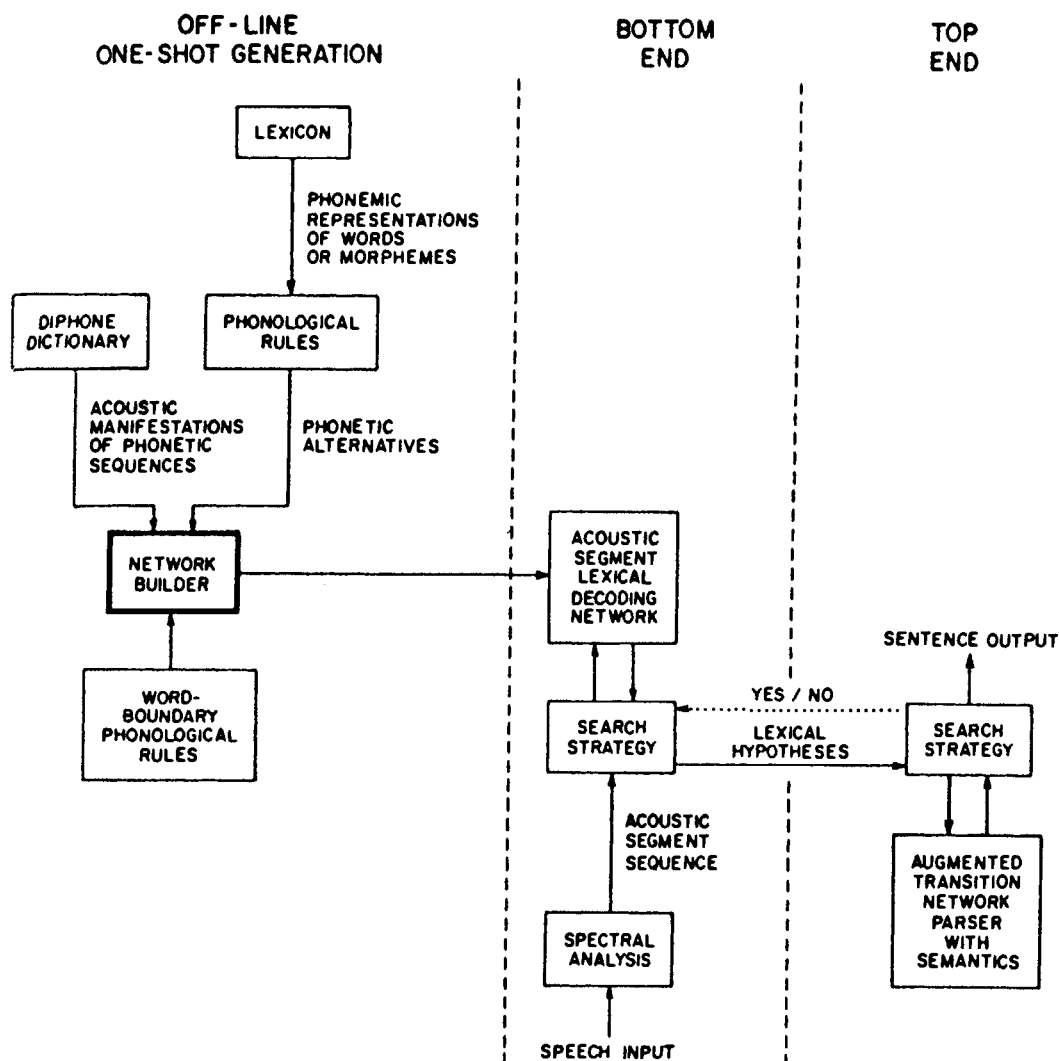 OFF-LINE
ONE-SHOT GENERATION
BOTTOM
END
TOP
END
LEXICON
PHONEMIC
REPRESENTATIONS
OF WORDS
OR MORPHEMES
DIPHONE
DICTIONARY
PHONOLOGICAL
RULES
ACOUSTIC
MANIFESTATIONS
OF PHONETIC
SEQUENCES
PHONETIC
ALTERNATIVES
NETWORK
BUILDER
WORD-
BOUNDARY
PHONOLOGICAL
RULES
ACOUSTIC
SEGMENT
LEXICAL
DECODING
NETWORK
SEARCH
STRATEGY
YES / NO
LEXICAL
HYPOTHESES
ACOUSTIC
SEGMENT
SEQUENCE
SPECTRAL
ANALYSIS
SPEECH INPUT
SENTENCE OUTPUT
SEARCH
STRATEGY
AUGMENTED
TRANSITION
NETWORK
PARSER
WITH
SEMANTICS